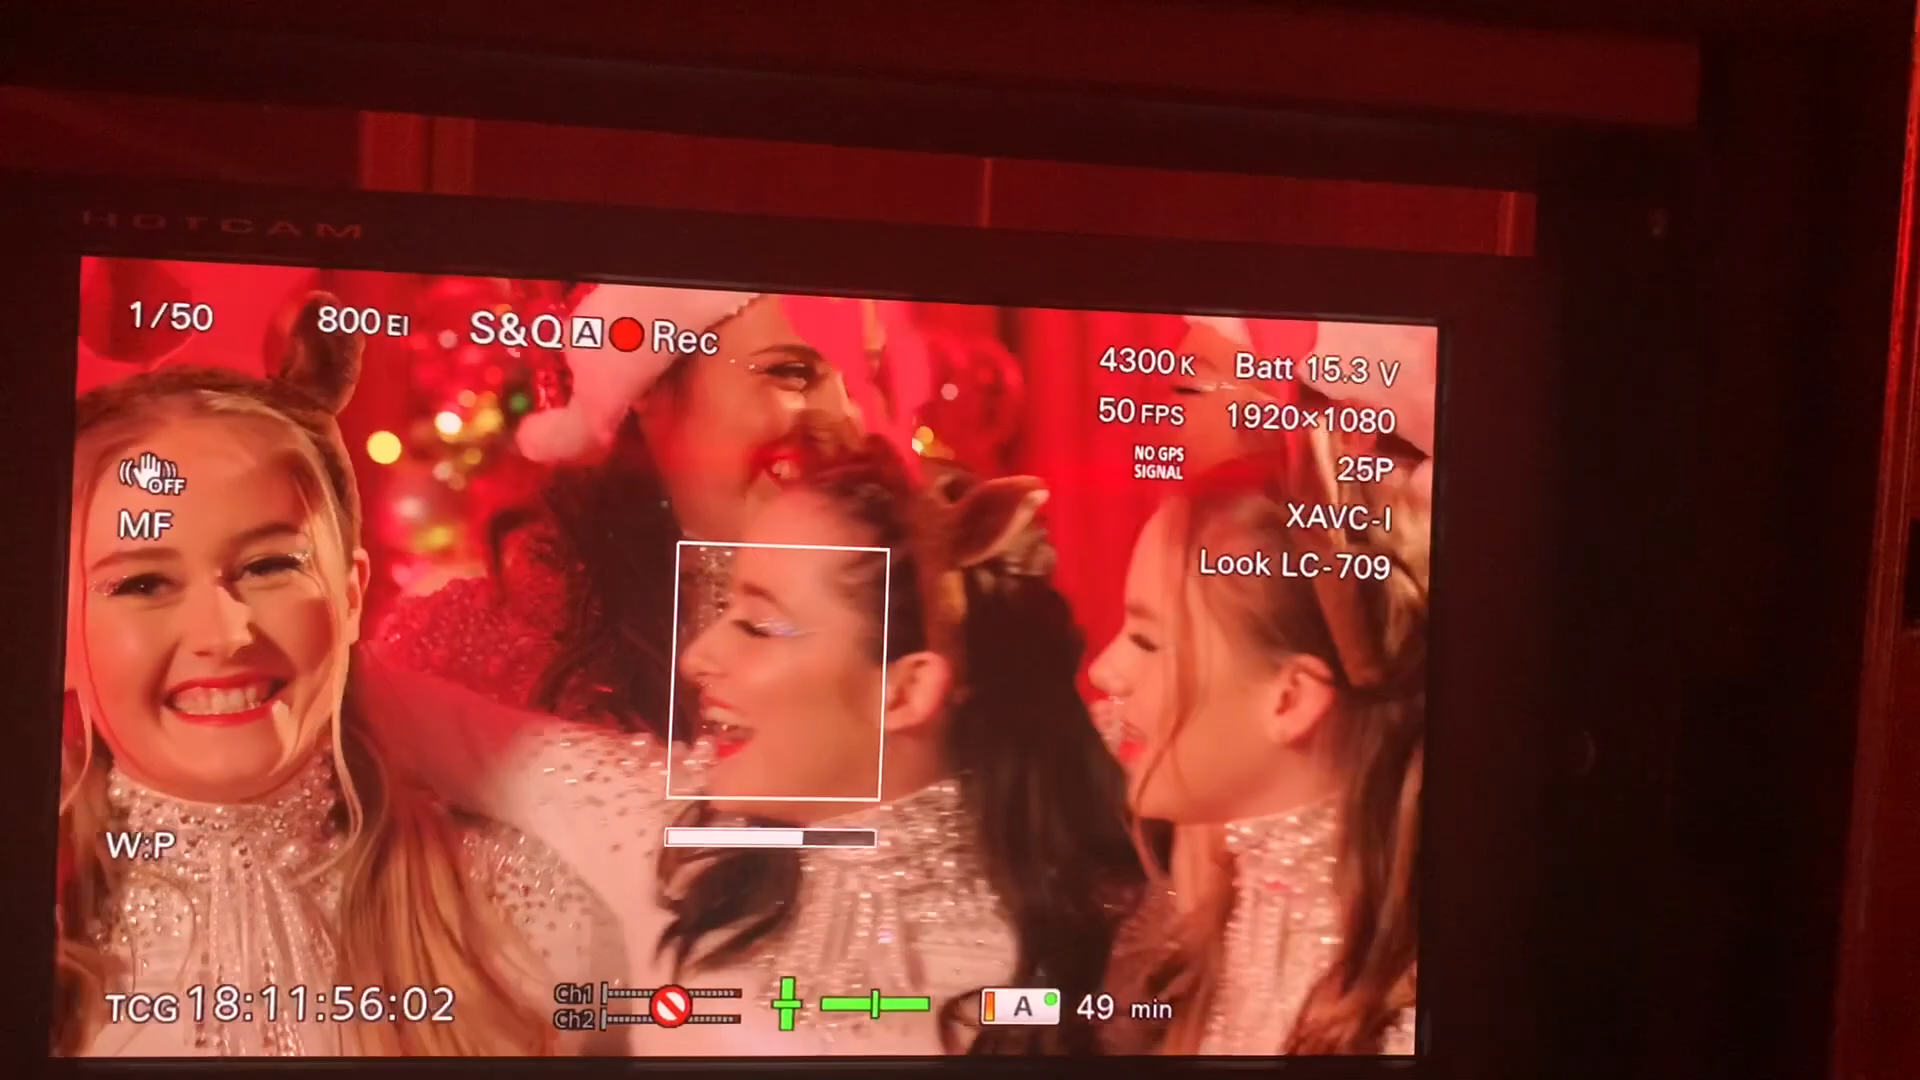 HOTCAM
1/50 800 EI S&Q A Rec
4300 K Batt 15.3 V
50 FPS 1920×1080
NO GPS
SIGNAL
25P
OFF
MF
XAVC-I
Look LC-709
W:P
TCG 18:11:56:02
Ch1
Ch2
A 49 min